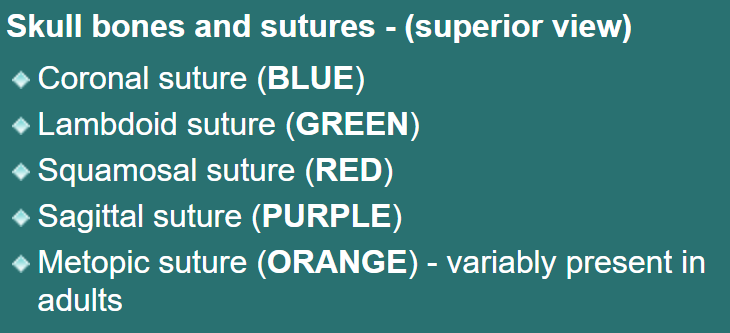 Skull bones and sutures - (superior view)
Coronal suture (BLUE)
Lambdoid suture (GREEN)
Squamosal suture (RED)
Sagittal suture (PURPLE)
Metopic suture (ORANGE) - variably present in
adults